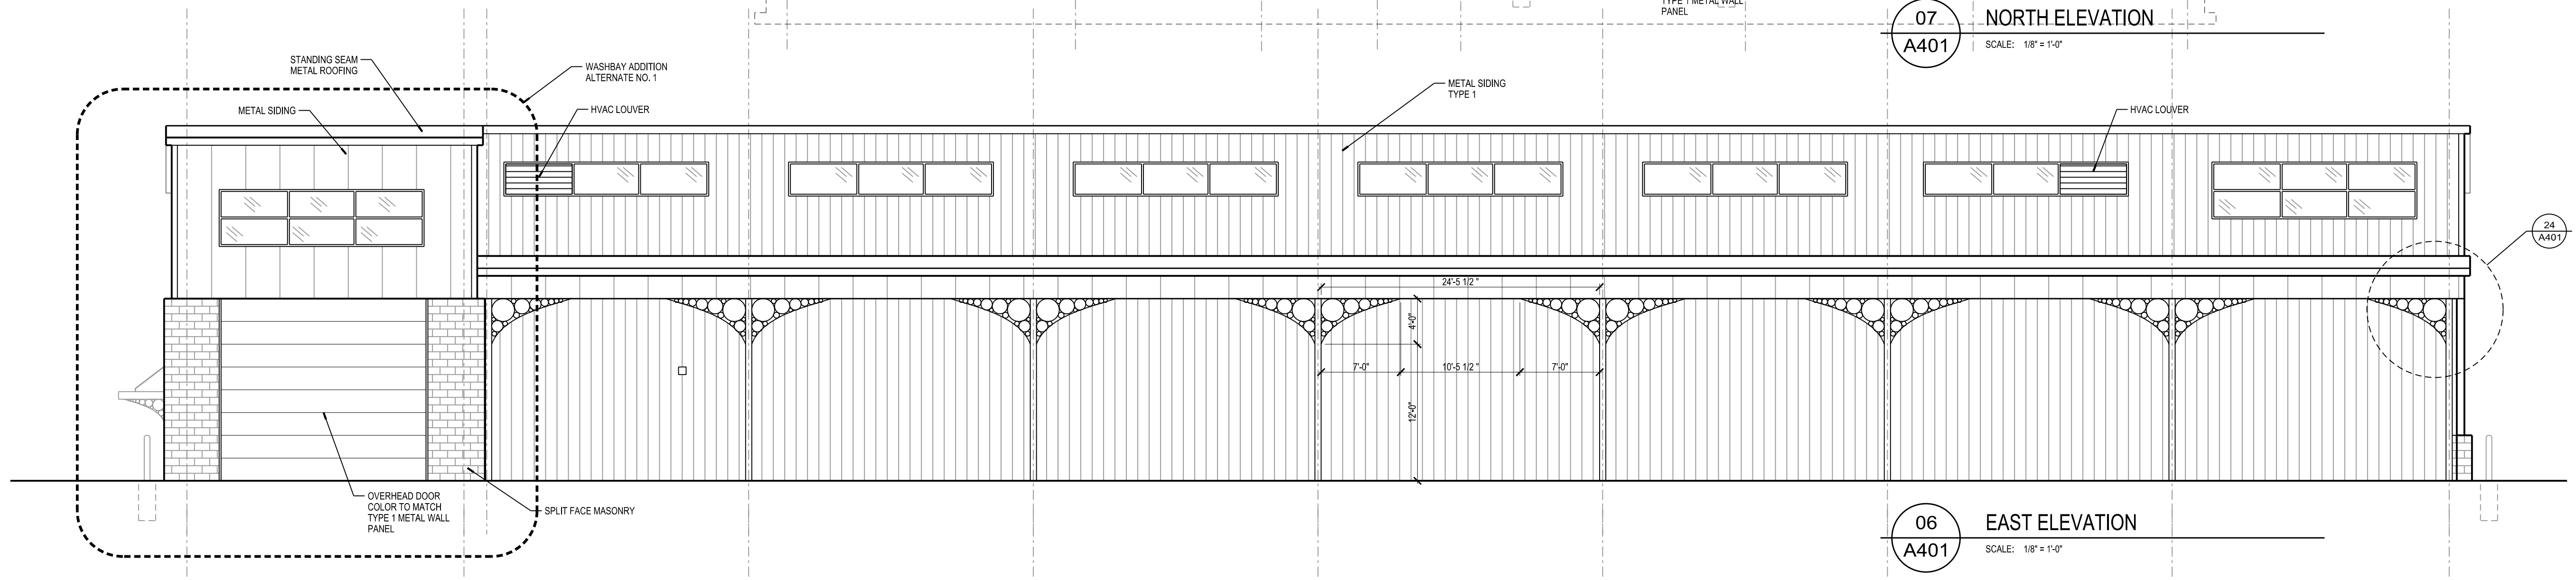 TYPE 1 METAL WALL
PANEL
07
A401
NORTH ELEVATION
SCALE: 1/8" = 1'-0"
STANDING SEAM
METAL ROOFING
WASHBAY ADDITION
ALTERNATE NO. 1
METAL SIDING
HVAC LOUVER
METAL SIDING
TYPE 1
HVAC LOUVER
24
A401
24'-5 1/2 "
4'-0"
7'-0"
10'-5 1/2 "
7'-0"
12'-0"
OVERHEAD DOOR
COLOR TO MATCH
TYPE 1 METAL WALL
PANEL
SPLIT FACE MASONRY
06
A401
EAST ELEVATION
SCALE: 1/8" = 1'-0"